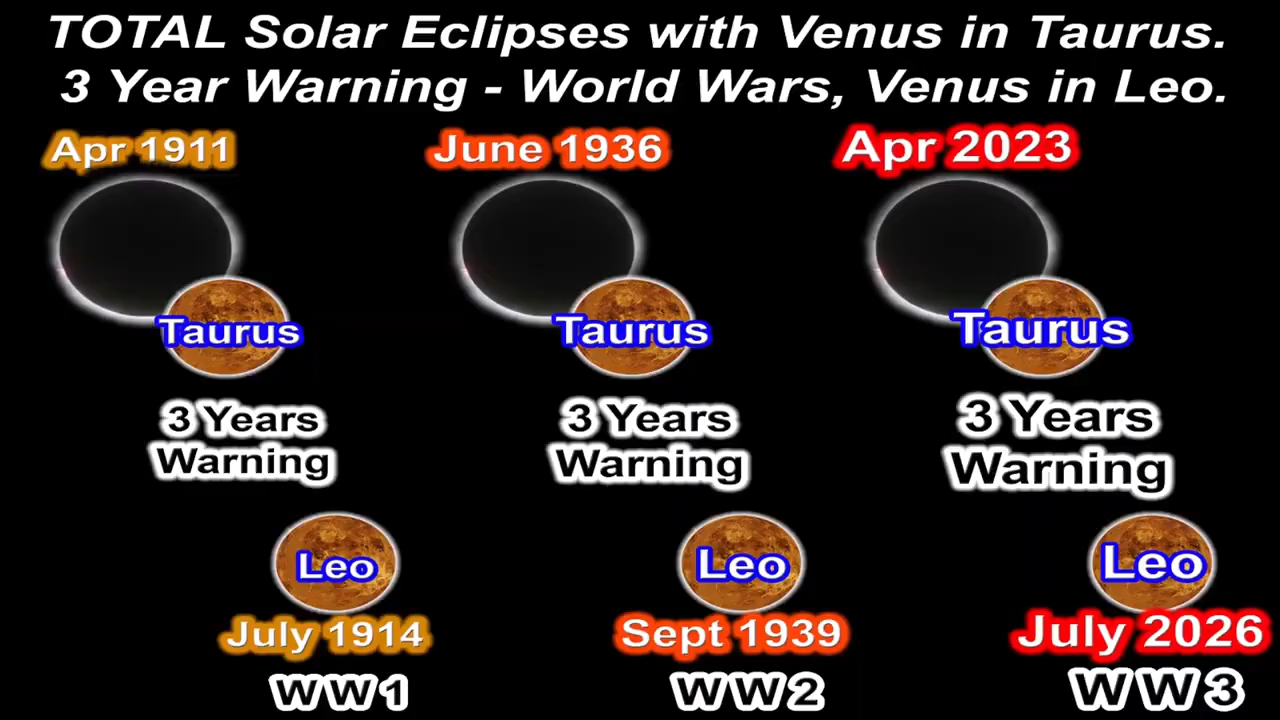 TOTAL Solar Eclipses with Venus in Taurus.
3 Year Warning - World Wars, Venus in Leo.
Apr 1911 June 1936 Apr 2023
Taurus Taurus Taurus
3 Years 3 Years 3 Years
Warning Warning Warning
Leo Leo Leo
July 1914 Sept 1939 July 2026
WW1 WW2 WW3